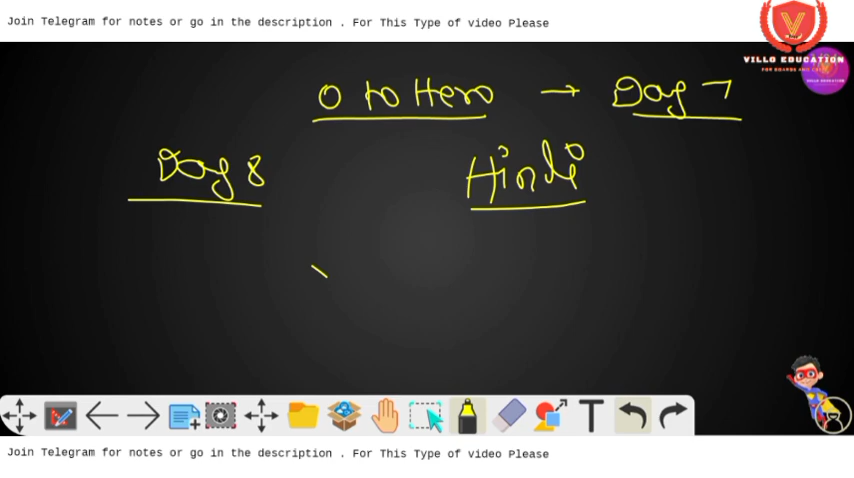 Join Telegram for notes or go in the description . For This Type of video Please
VILLO EDUCATION
0 to Hero → Day 7
Day 8
Hindi
Join Telegram for notes or go in the description . For This Type of video Please